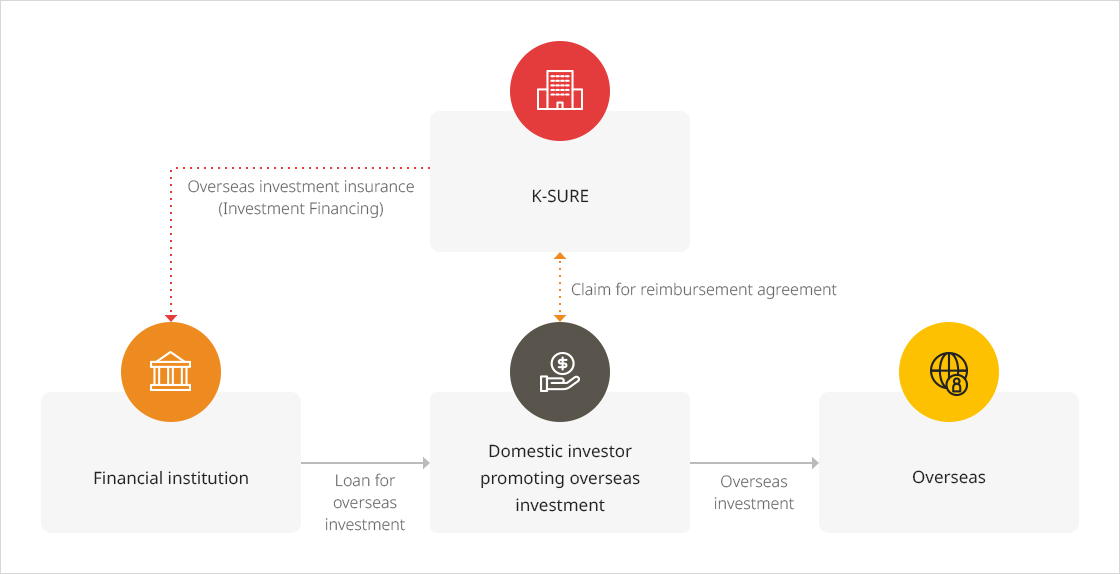 K-SURE
Overseas investment insurance
(Investment Financing)
Claim for reimbursement agreement
Financial institution
Loan for
overseas
investment
Domestic investor
promoting overseas
investment
Overseas
investment
Overseas